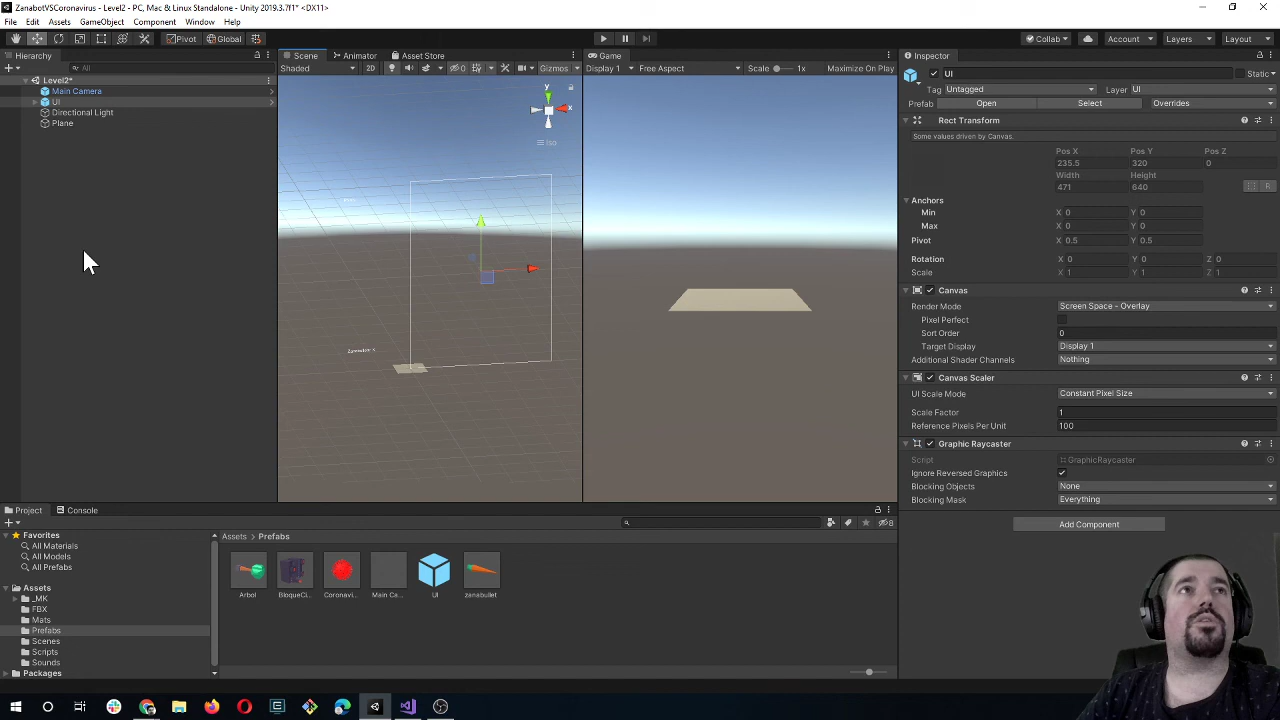 ZanabotVSCoronavirus - Level2 - PC, Mac & Linux Standalone - Unity 2019.3.7f1* <DX11>
File Edit Assets GameObject Component Window Help
Pivot Global Collab Account Layers Layout
Hierarchy Scene Animator Asset Store Game Inspector
All Shaded 2D 0 Gizmos Display 1 Free Aspect Scale 1x Maximize On Play UI Static
Level2*
Main Camera
UI
Directional Light
Plane
y
x
Iso
Tag Untagged Layer UI
Prefab Open Select Overrides
Rect Transform
Some values driven by Canvas.
Pos X Pos Y Pos Z
235.5 320 0
Width Height
471 640
R
Anchors
Min X 0 Y 0
Max X 0 Y 0
Pivot X 0.5 Y 0.5
Rotation X 0 Y 0 Z 0
Scale X 1 Y 1 Z 1
Canvas
Render Mode Screen Space - Overlay
Pixel Perfect
Sort Order 0
Target Display Display 1
Additional Shader Channels Nothing
Canvas Scaler
UI Scale Mode Constant Pixel Size
Scale Factor 1
Reference Pixels Per Unit 100
Graphic Raycaster
Script GraphicRaycaster
Ignore Reversed Graphics
Blocking Objects None
Blocking Mask Everything
Add Component
Project Console
8
Favorites
All Materials
All Models
All Prefabs
Assets
_MK
FBX
Mats
Prefabs
Scenes
Scripts
Sounds
Packages
Assets > Prefabs
Arbol BloqueCi... Coronavi... Main Ca... UI zanabullet